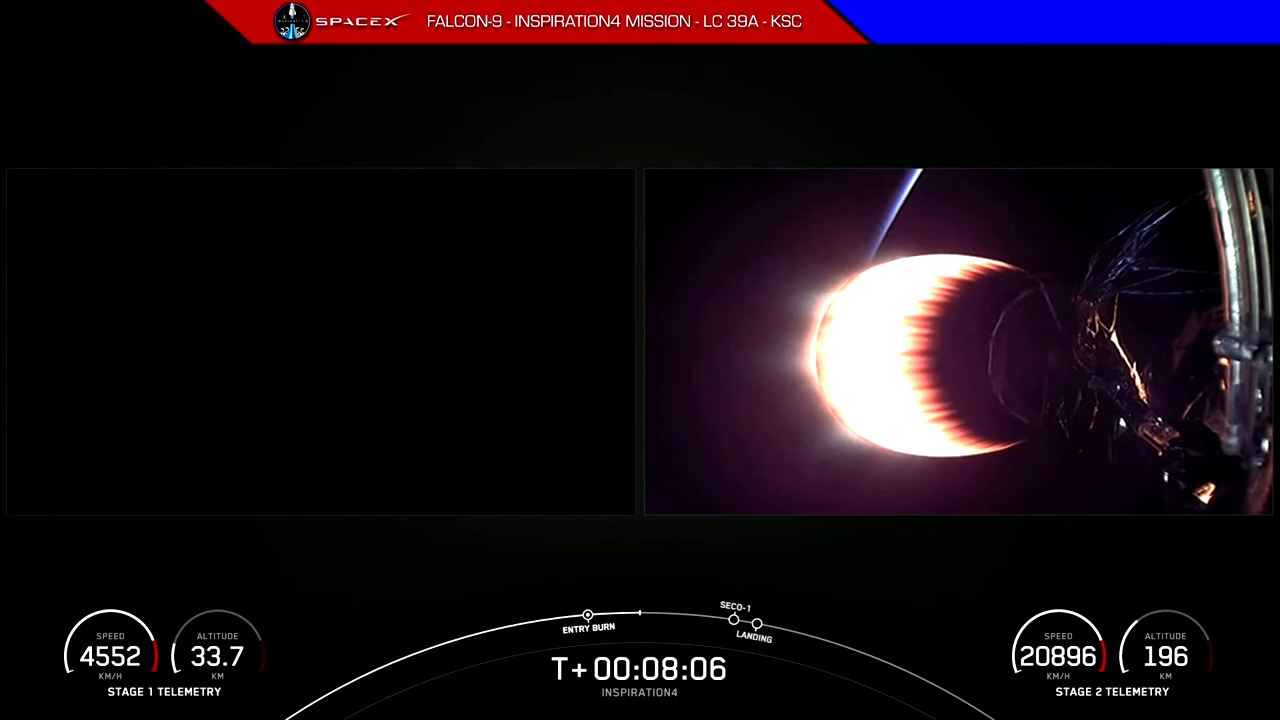 SPACEX FALCON-9 - INSPIRATION4 MISSION - LC 39A - KSC
SECO-1
ENTRY BURN
LANDING
SPEED
4552
KM/H
ALTITUDE
33.7
KM
STAGE 1 TELEMETRY
T+ 00:08:06
INSPIRATION4
SPEED
20896
KM/H
ALTITUDE
196
KM
STAGE 2 TELEMETRY